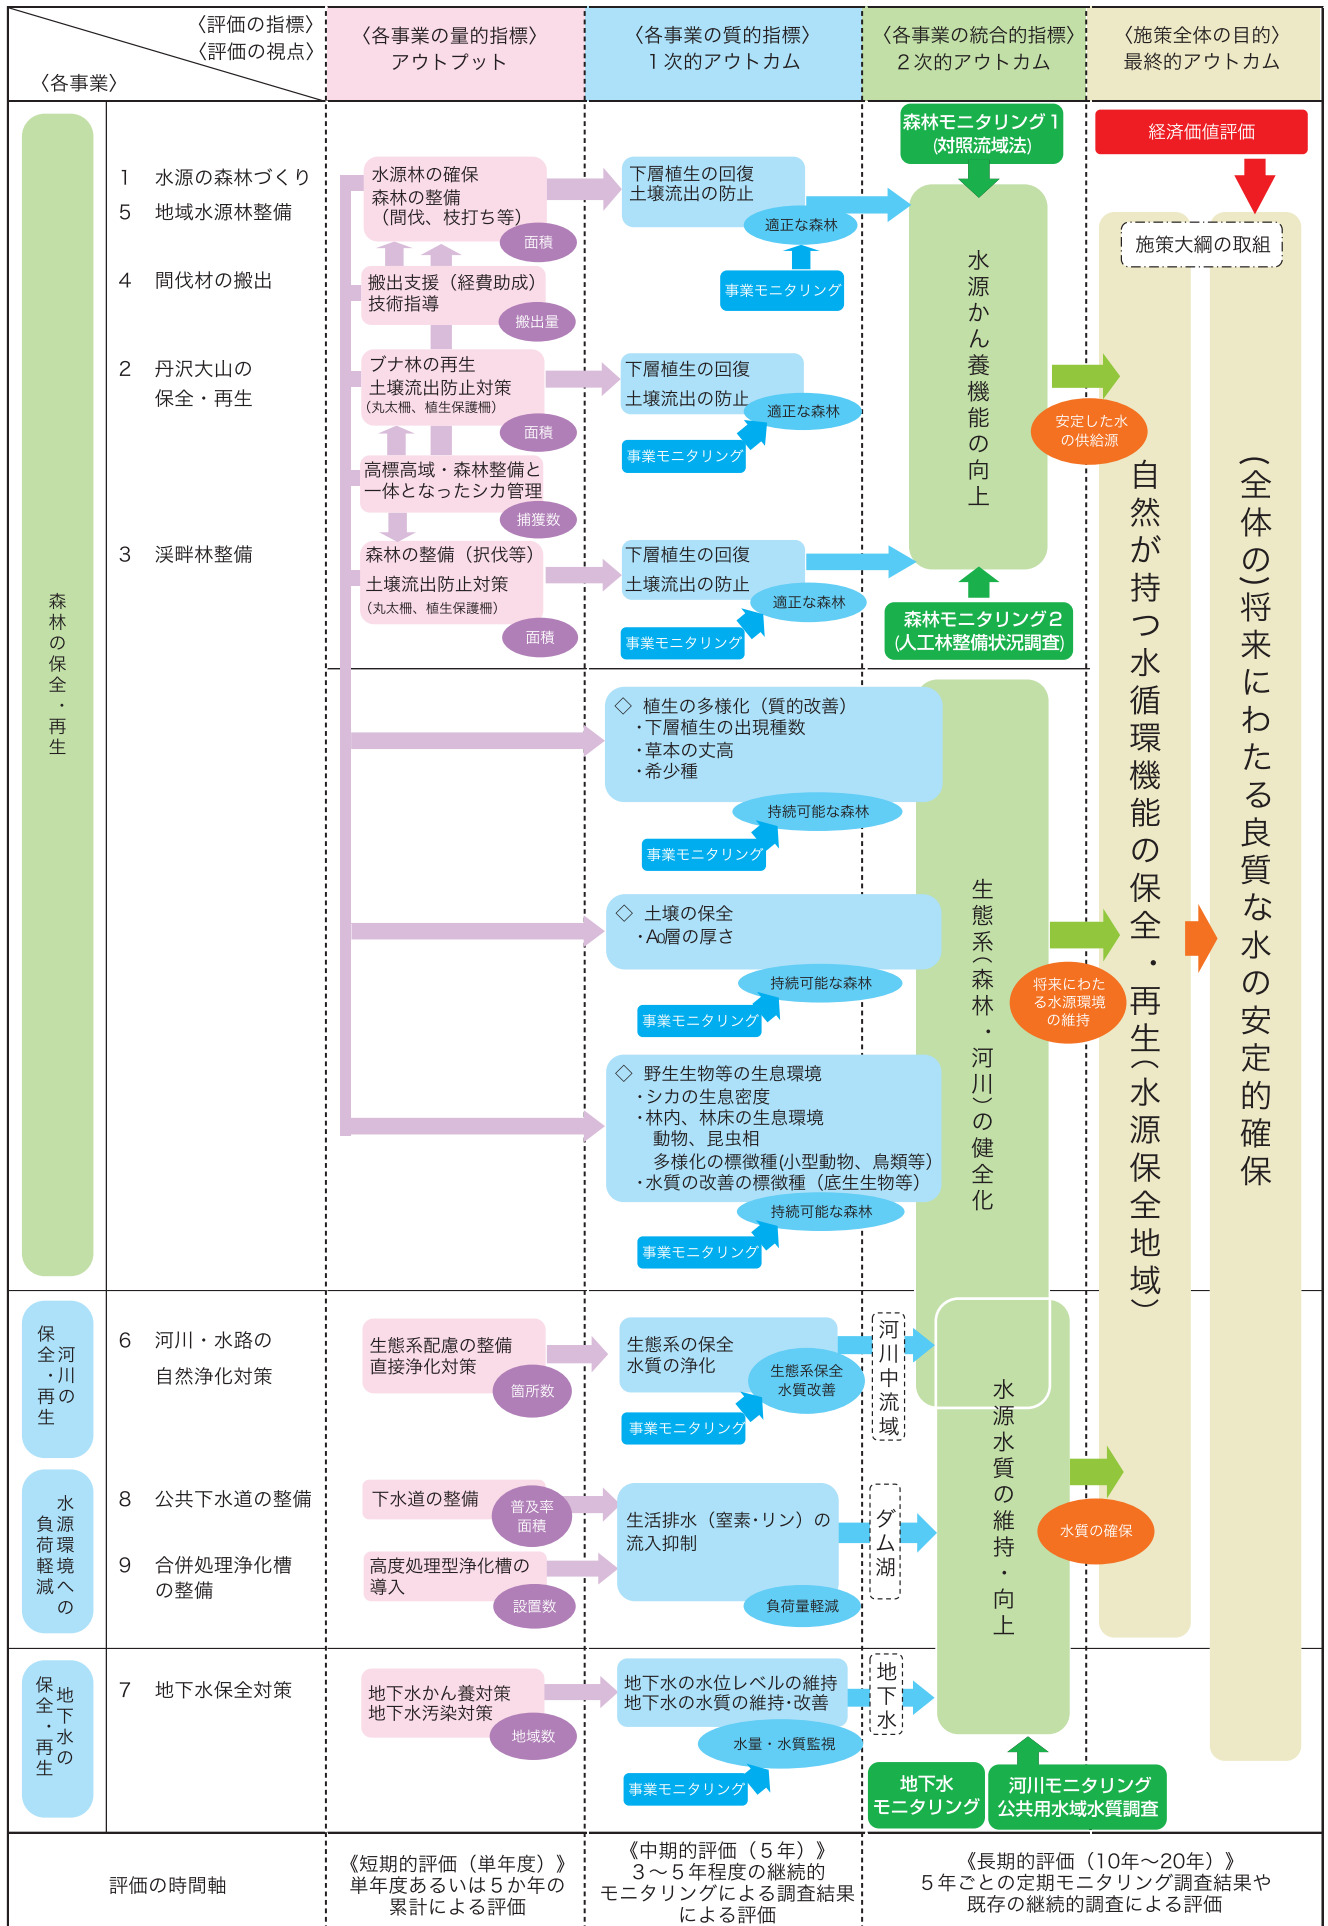 〈評価の指標〉
〈評価の視点〉
〈各事業〉
〈各事業の量的指標〉
アウトプット
〈各事業の質的指標〉
1次的アウトカム
〈各事業の統合的指標〉
2次的アウトカム
〈施策全体の目的〉
最終的アウトカム
森林の保全・再生
1 水源の森林づくり
5 地域水源林整備
4 間伐材の搬出
2 丹沢大山の
保全・再生
3 渓畔林整備
水源林の確保
森林の整備
（間伐、枝打ち等）
面積
搬出支援（経費助成）
技術指導
搬出量
ブナ林の再生
土壌流出防止対策
（丸太柵、植生保護柵）
面積
高標高域・森林整備と
一体となったシカ管理
捕獲数
森林の整備（択伐等）
土壌流出防止対策
（丸太柵、植生保護柵）
面積
下層植生の回復
土壌流出の防止
適正な森林
事業モニタリング
下層植生の回復
土壌流出の防止
適正な森林
事業モニタリング
下層植生の回復
土壌流出の防止
適正な森林
事業モニタリング
◇ 植生の多様化（質的改善）
・下層植生の出現種数
・草本の丈高
・希少種
持続可能な森林
事業モニタリング
◇ 土壌の保全
・A0層の厚さ
持続可能な森林
事業モニタリング
◇ 野生生物等の生息環境
・シカの生息密度
・林内、林床の生息環境
動物、昆虫相
多様化の標徴種(小型動物、鳥類等）
・水質の改善の標徴種（底生生物等）
持続可能な森林
事業モニタリング
森林モニタリング1
(対照流域法)
水源かん養機能の向上
森林モニタリング2
(人工林整備状況調査)
生態系(森林・河川)の健全化
安定した水
の供給源
将来にわた
る水源環境
の維持
経済価値評価
施策大綱の取組
自然が持つ水循環機能の保全・再生(水源保全地域)
(全体の)将来にわたる良質な水の安定的確保
河川の
保全・再生
6 河川・水路の
自然浄化対策
生態系配慮の整備
直接浄化対策
箇所数
生態系の保全
水質の浄化
生態系保全
水質改善
事業モニタリング
河川中流域
水源水質の維持・向上
水質の確保
水源環境への
負荷軽減
8 公共下水道の整備
9 合併処理浄化槽
の整備
下水道の整備
普及率
面積
高度処理型浄化槽の
導入
設置数
生活排水（窒素・リン）の
流入抑制
負荷量軽減
ダム湖
地下水の
保全・再生
7 地下水保全対策
地下水かん養対策
地下水汚染対策
地域数
地下水の水位レベルの維持
地下水の水質の維持・改善
水量・水質監視
事業モニタリング
地下水
地下水
モニタリング
河川モニタリング
公共用水域水質調査
評価の時間軸
《短期的評価（単年度）》
単年度あるいは5か年の
累計による評価
《中期的評価（5年）》
3～5年程度の継続的
モニタリングによる調査結果
による評価
《長期的評価（10年～20年）》
5年ごとの定期モニタリング調査結果や
既存の継続的調査による評価